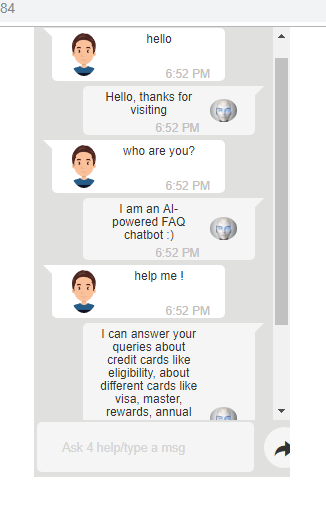 84
hello
6:52 PM
Hello, thanks for
visiting
6:52 PM
who are you?
6:52 PM
I am an AI-
powered FAQ
chatbot :)
6:52 PM
help me !
6:52 PM
I can answer your
queries about
credit cards like
eligibility, about
different cards like
visa, master,
rewards, annual
Ask 4 help/type a msg